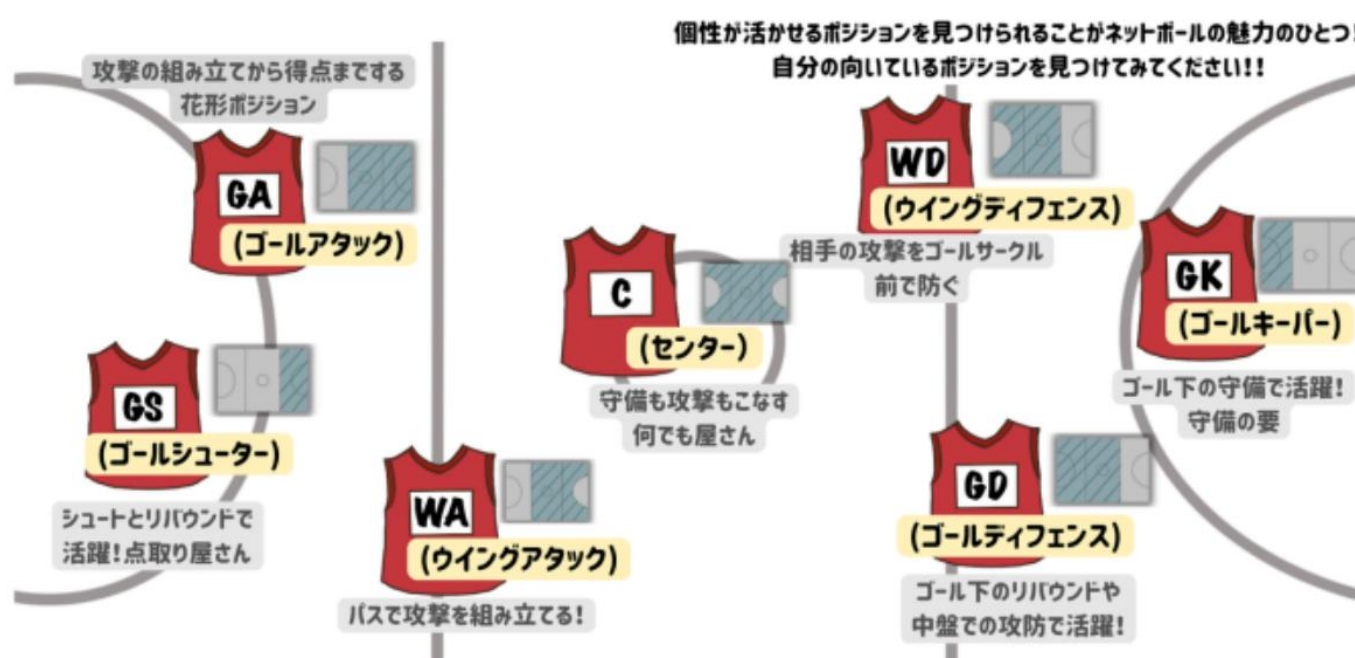 個性が活かせるポジションを見つけられることがネットボールの魅力のひとつ!
自分の向いているポジションを見つけてみてください!!
攻撃の組み立てから得点までする
花形ポジション
GA
(ゴールアタック)
GS
(ゴールシューター)
シュートとリバウンドで
活躍!点取り屋さん
WA
(ウイングアタック)
パスで攻撃を組み立てる!
C
(センター)
守備も攻撃もこなす
何でも屋さん
WD
(ウイングディフェンス)
相手の攻撃をゴールサークル
前で防ぐ
GK
(ゴールキーパー)
ゴール下の守備で活躍!
守備の要
GD
(ゴールディフェンス)
ゴール下のリバウンドや
中盤での攻防で活躍!